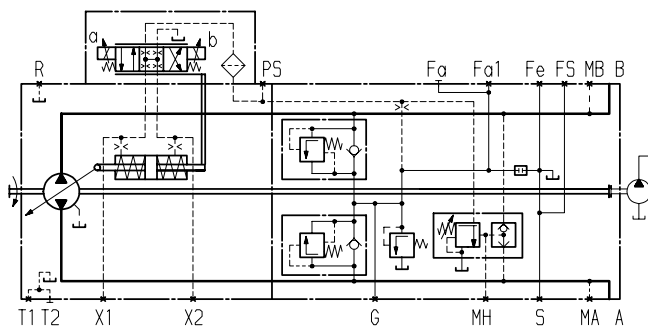 a b
R PS Fa Fa1 Fe FS MB B
T1 T2 X1 X2 G MH S MA A